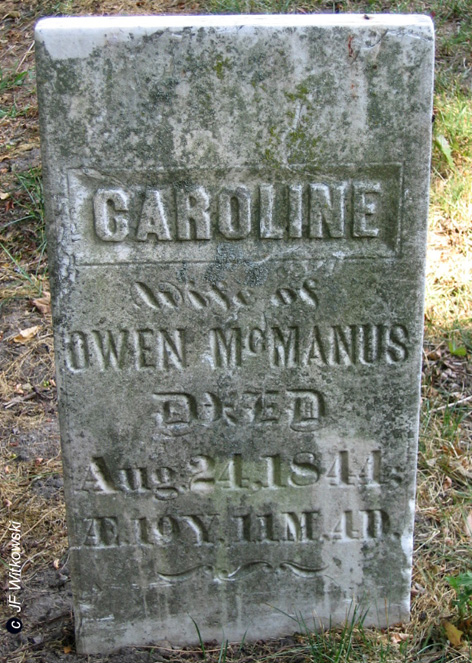 CAROLINE
Wife of
OWEN McMANUS
DIED
Aug. 24, 1844,
Æ. 19 Y. 11 M. 4 D.
c. JF Witkowski